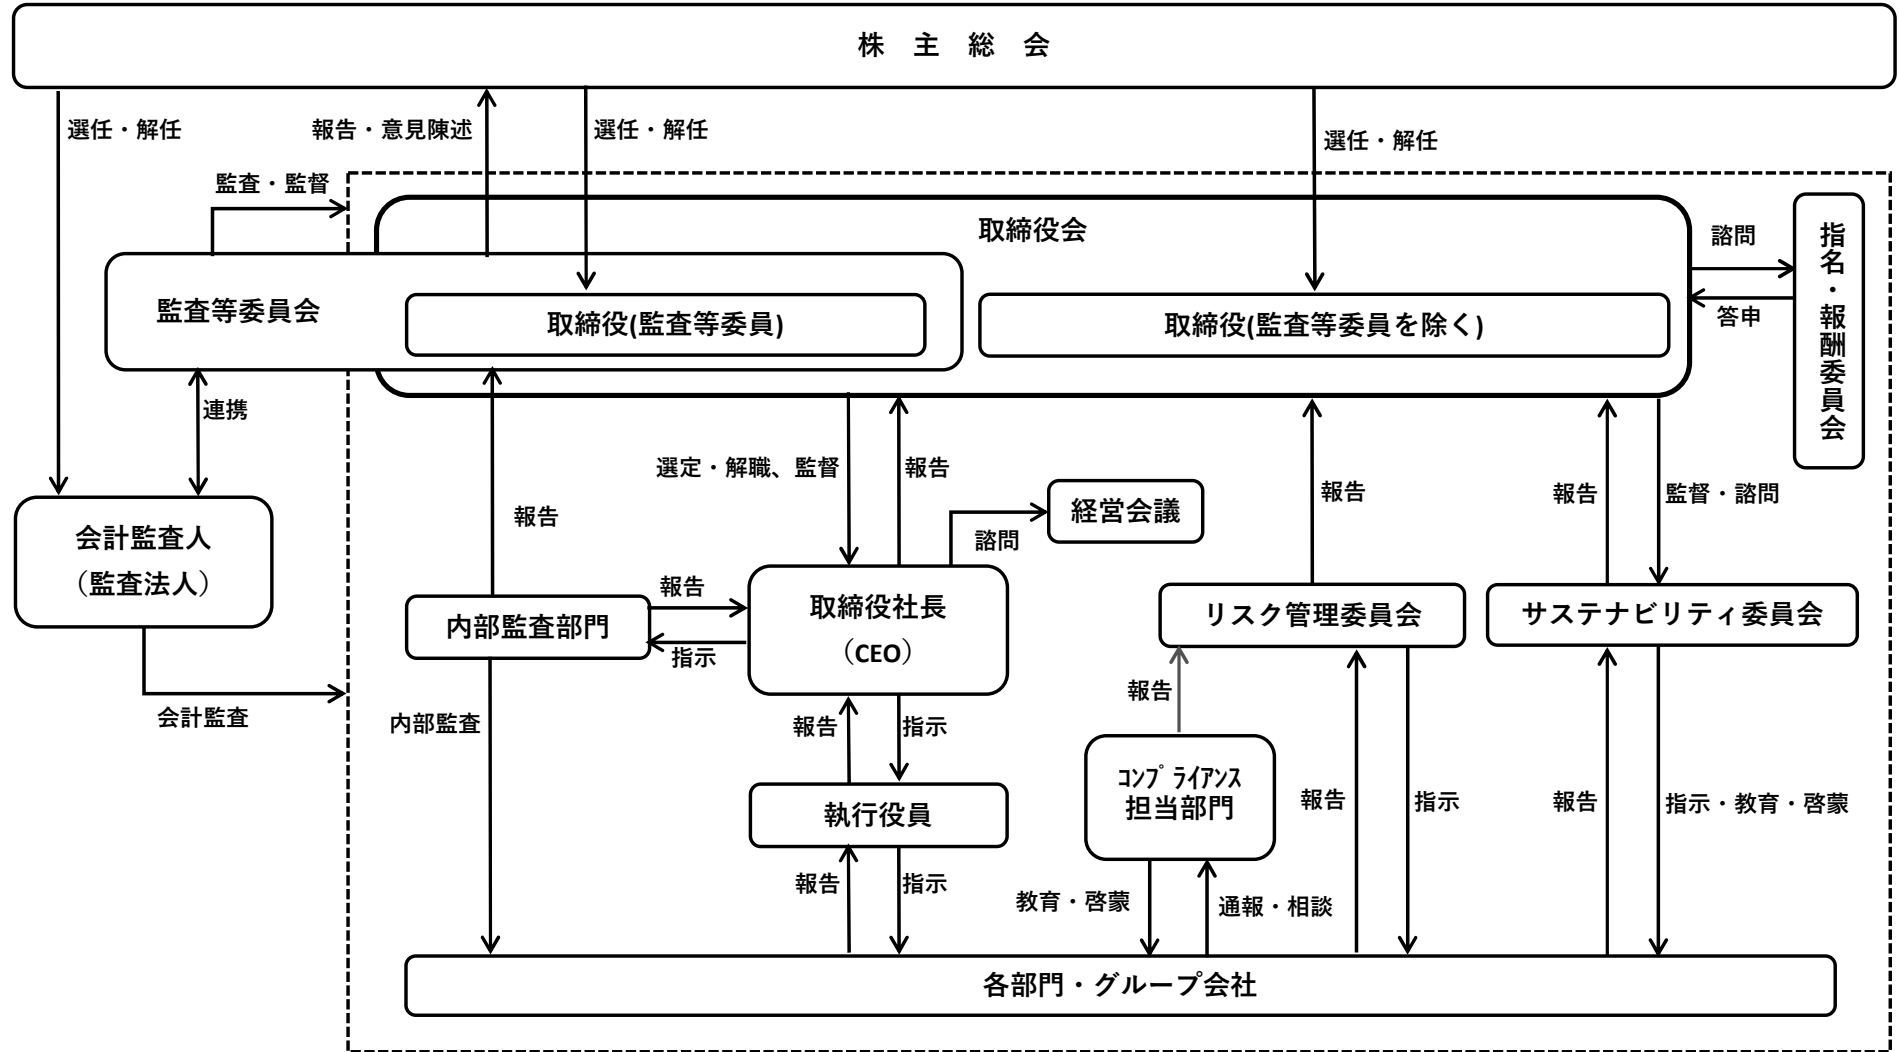 株 主 総 会
選任・解任
報告・意見陳述
選任・解任
選任・解任
監査・監督
取締役会
諮問
答申
指名・報酬委員会
監査等委員会
取締役(監査等委員)
取締役(監査等委員を除く)
連携
選定・解職、監督
報告
報告
報告
監督・諮問
報告
経営会議
諮問
会計監査人
（監査法人）
報告
指示
内部監査部門
取締役社長
（CEO）
リスク管理委員会
サステナビリティ委員会
会計監査
内部監査
報告
指示
報告
執行役員
ｺﾝﾌﾟﾗｲｱﾝｽ
担当部門
報告
指示
報告
指示・教育・啓蒙
報告
指示
教育・啓蒙
通報・相談
各部門・グループ会社